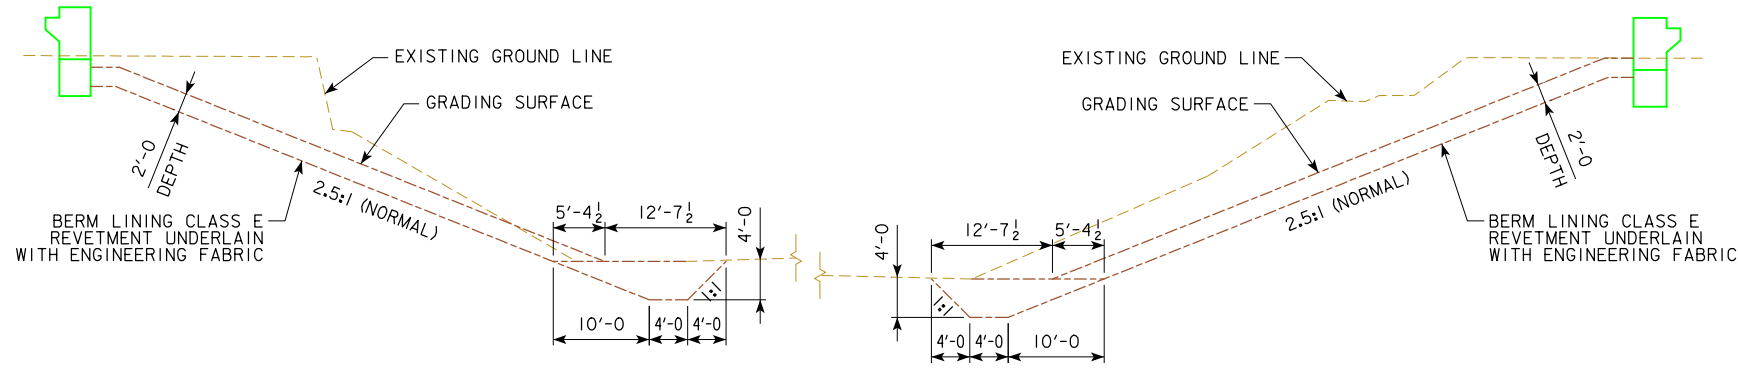 EXISTING GROUND LINE
GRADING SURFACE
2'-0
DEPTH
2.5:1 (NORMAL)
BERM LINING CLASS E
REVETMENT UNDERLAIN
WITH ENGINEERING FABRIC
5'-4½
12'-7½
4'-0
1:1
10'-0
4'-0
4'-0
EXISTING GROUND LINE
GRADING SURFACE
2'-0
DEPTH
2.5:1 (NORMAL)
BERM LINING CLASS E
REVETMENT UNDERLAIN
WITH ENGINEERING FABRIC
4'-0
12'-7½
5'-4½
1:1
4'-0
4'-0
10'-0